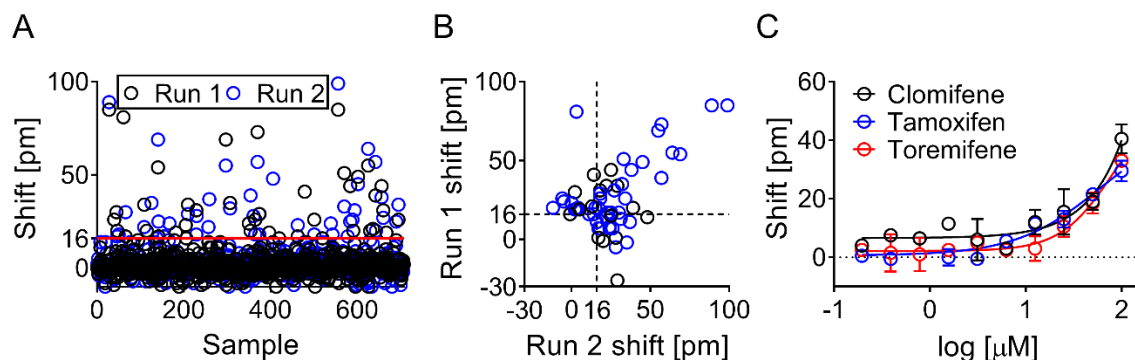 A
Shift [pm]
100
50
16
0
Run 1 Run 2
0 200 400 600
Sample
B
Run 1 shift [pm]
100
50
16
0
-30
-30 0 16 50 100
Run 2 shift [pm]
C
Shift [pm]
60
40
20
0
Clomifene
Tamoxifen
Toremifene
-1 0 1 2
log [μM]